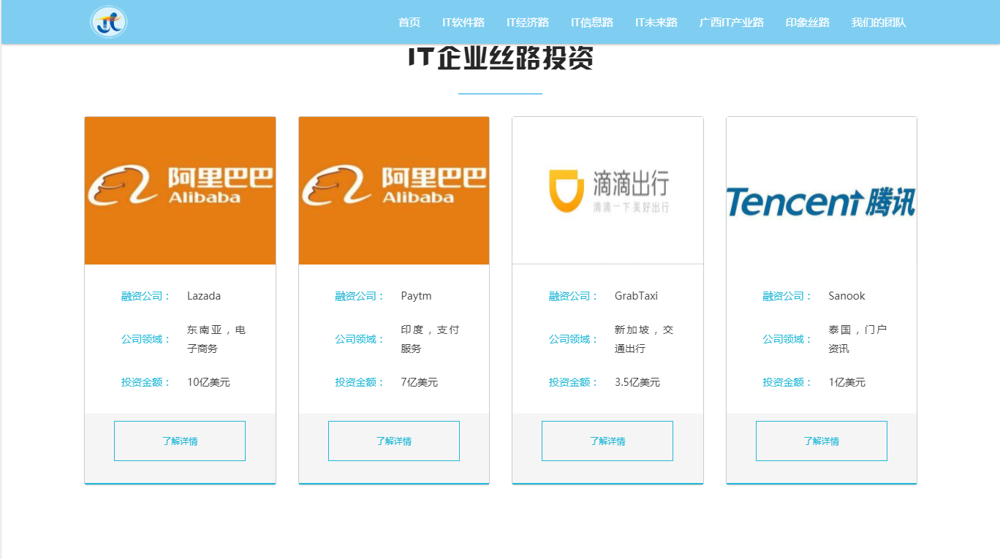 首页 IT软件路 IT经济路 IT信息路 IT未来路 广西IT产业路 印象丝路 我们的团队
IT企业丝路投资
阿里巴巴
Alibaba
融资公司： Lazada
公司领域： 东南亚，电
子商务
投资金额： 10亿美元
了解详情
阿里巴巴
Alibaba
融资公司： Paytm
公司领域： 印度，支付
服务
投资金额： 7亿美元
了解详情
滴滴出行
滴滴一下 美好出行
融资公司： GrabTaxi
公司领域： 新加坡，交
通出行
投资金额： 3.5亿美元
了解详情
Tencent 腾讯
融资公司： Sanook
公司领域： 泰国，门户
资讯
投资金额： 1亿美元
了解详情